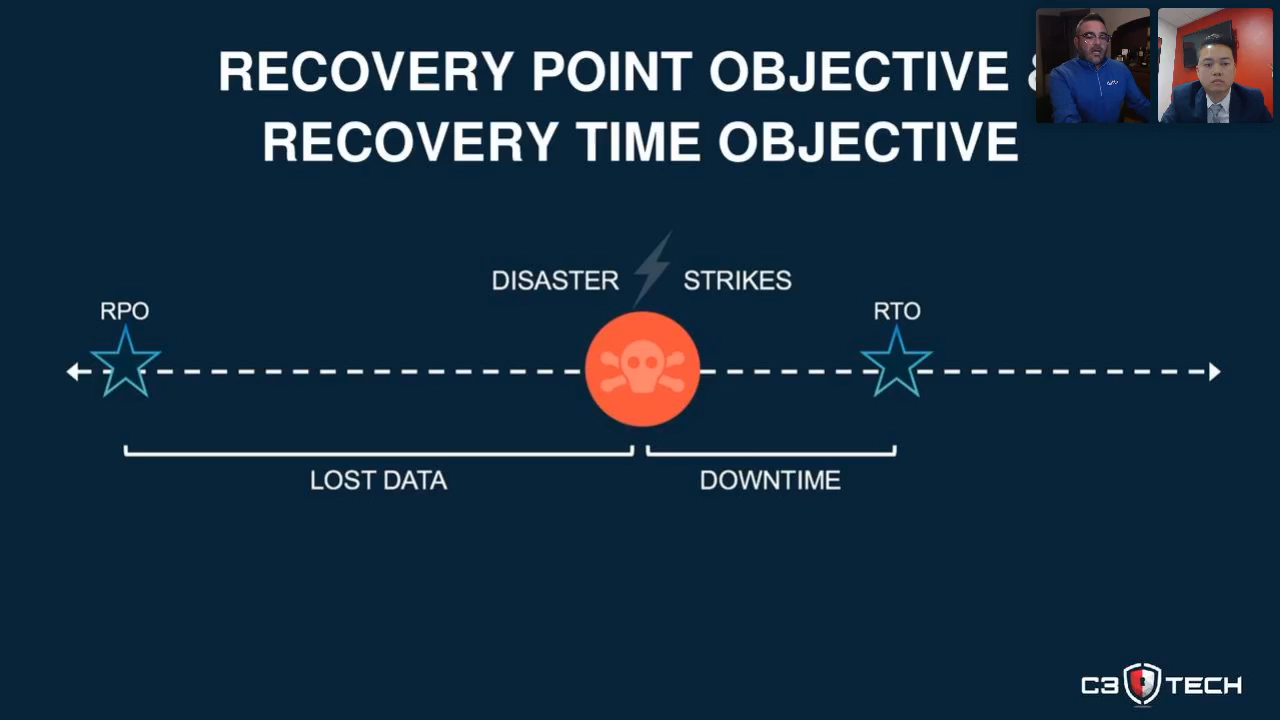 RECOVERY POINT OBJECTIVE &
RECOVERY TIME OBJECTIVE
DISASTER STRIKES
RPO
RTO
LOST DATA
DOWNTIME
C3 TECH